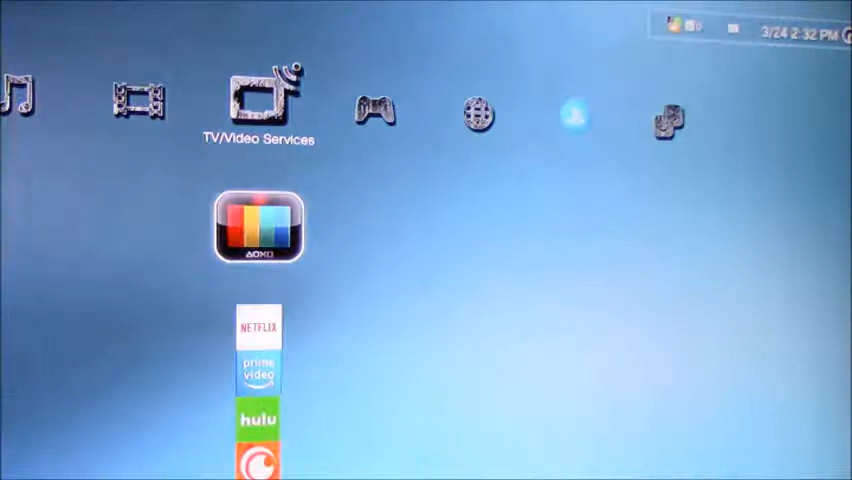 3/24 2:32 PM
TV/Video Services
NETFLIX
prime
video
hulu